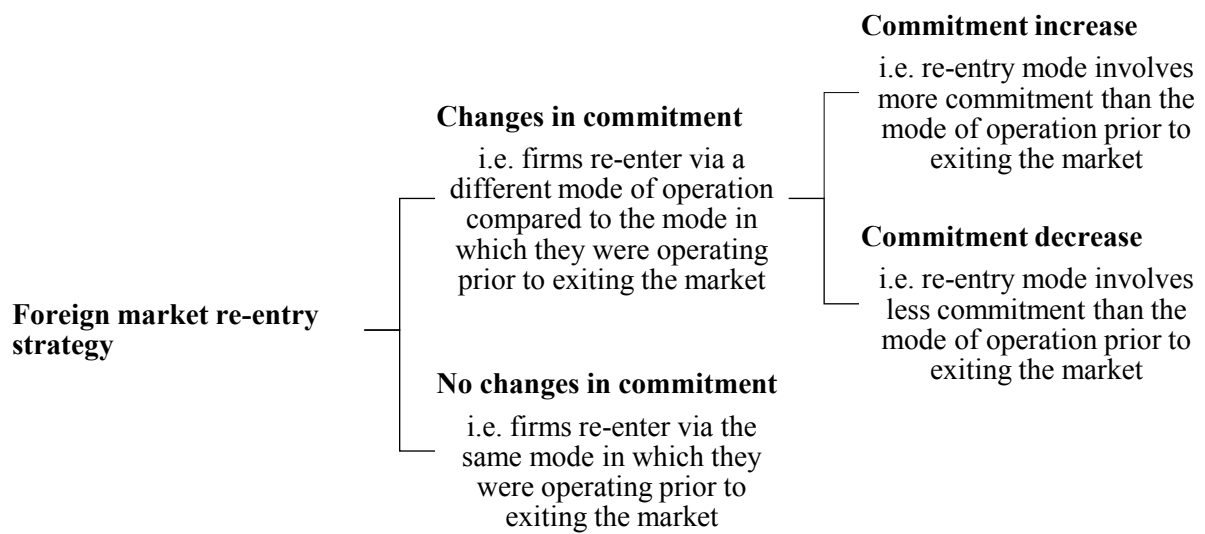 Foreign market re-entry
strategy
Changes in commitment
i.e. firms re-enter via a
different mode of operation
compared to the mode in
which they were operating
prior to exiting the market
Commitment increase
i.e. re-entry mode involves
more commitment than the
mode of operation prior to
exiting the market
Commitment decrease
i.e. re-entry mode involves
less commitment than the
mode of operation prior to
exiting the market
No changes in commitment
i.e. firms re-enter via the
same mode in which they
were operating prior to
exiting the market